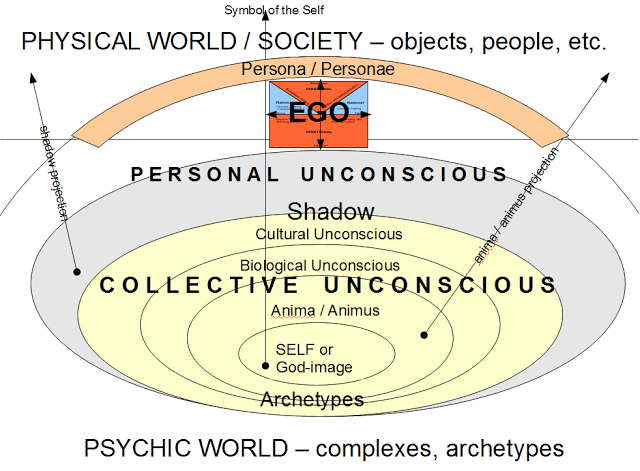 Symbol of the Self
PHYSICAL WORLD / SOCIETY – objects, people, etc.
Persona / Personae
EGO
shadow projection
PERSONAL UNCONSCIOUS
anima / animus projection
Shadow
Cultural Unconscious
Biological Unconscious
COLLECTIVE UNCONSCIOUS
Anima / Animus
SELF or
God-image
Archetypes
PSYCHIC WORLD – complexes, archetypes